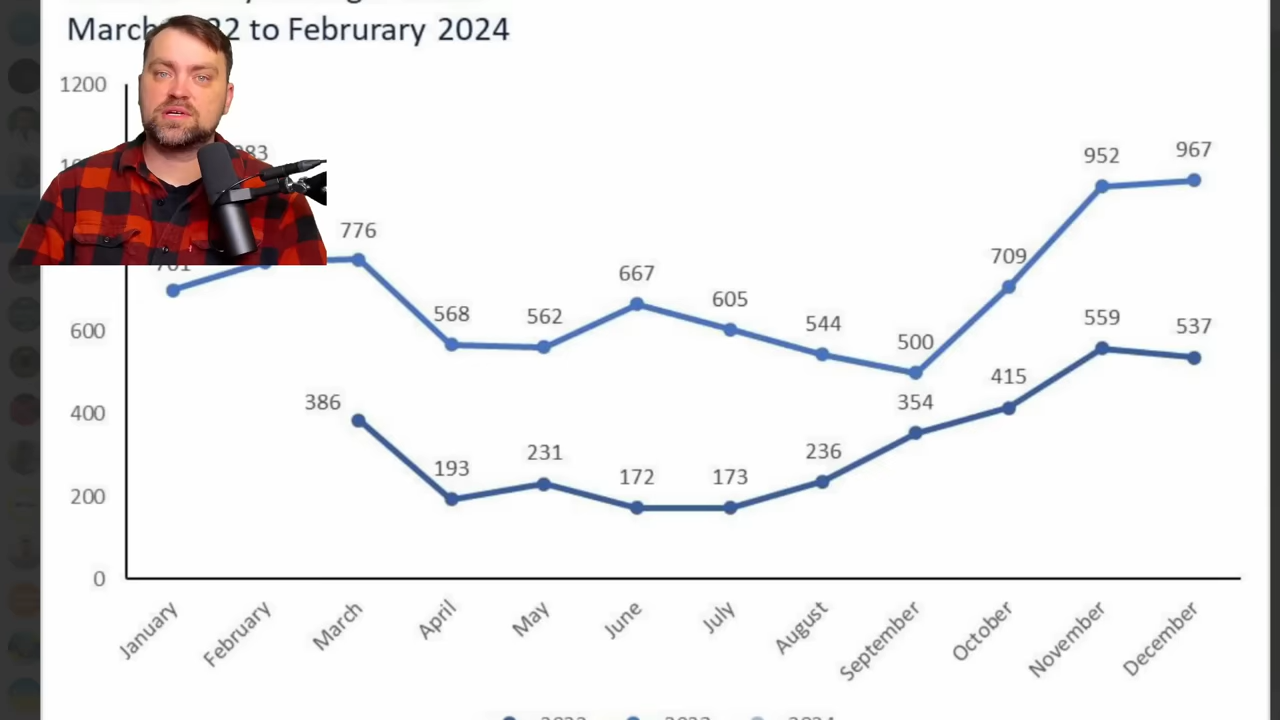 to Februrary 2024
1200
967
952
776
709
667
605
600
568
562
544
500
559
537
415
400
386
354
236
231
193
172
173
200
0
January
February
March
April
May
June
July
August
September
October
November
December